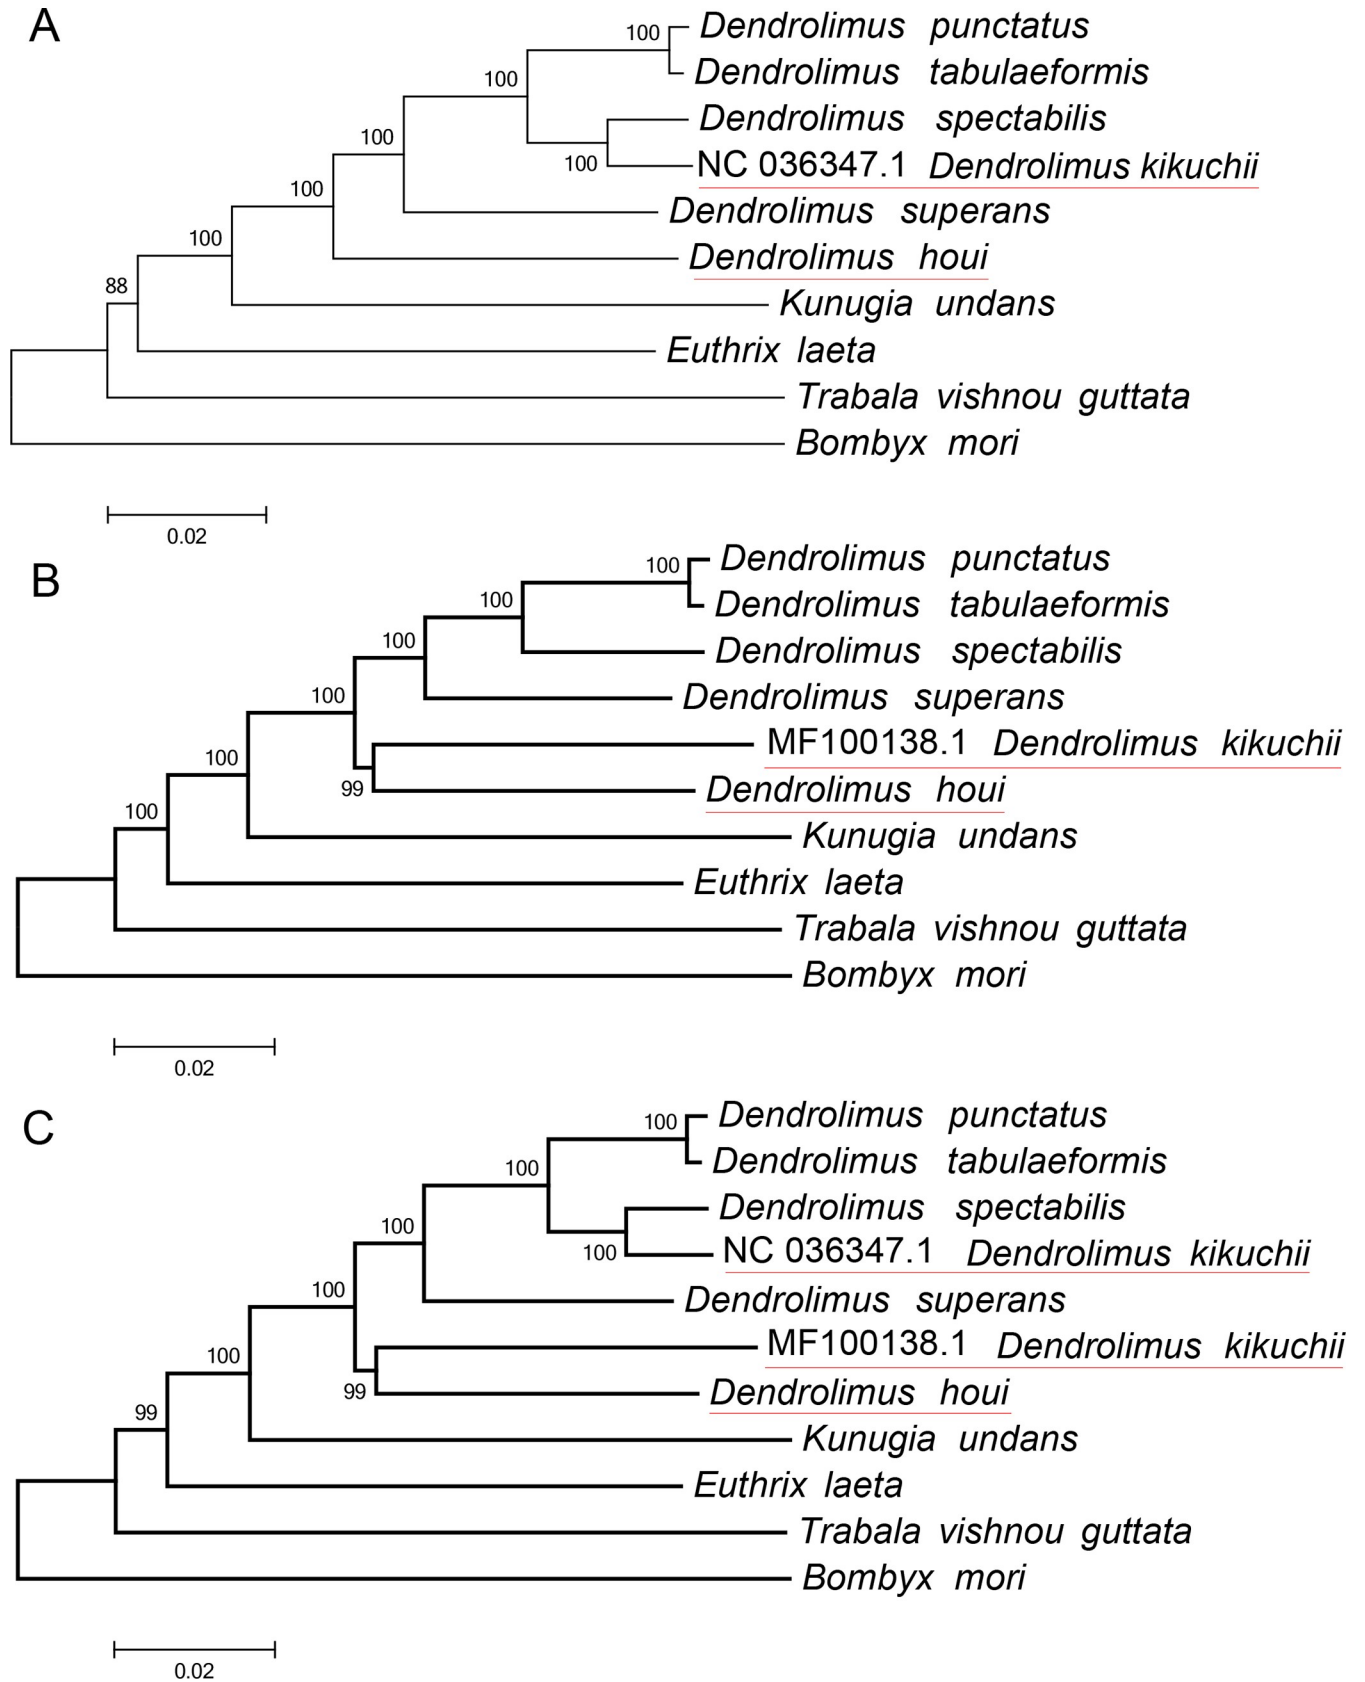 A
100
Dendrolimus punctatus
100
Dendrolimus tabulaeformis
100
Dendrolimus spectabilis
100
NC 036347.1 Dendrolimus kikuchii
100
Dendrolimus superans
100
Dendrolimus houi
88
Kunugia undans
Euthrix laeta
Trabala vishnou guttata
Bombyx mori
0.02
B
100
Dendrolimus punctatus
100
Dendrolimus tabulaeformis
100
Dendrolimus spectabilis
100
Dendrolimus superans
MF100138.1 Dendrolimus kikuchii
100
99
Dendrolimus houi
100
Kunugia undans
Euthrix laeta
Trabala vishnou guttata
Bombyx mori
0.02
C
100
Dendrolimus punctatus
100
Dendrolimus tabulaeformis
Dendrolimus spectabilis
100
100
NC 036347.1 Dendrolimus kikuchii
100
Dendrolimus superans
100
MF100138.1 Dendrolimus kikuchii
99
Dendrolimus houi
99
Kunugia undans
Euthrix laeta
Trabala vishnou guttata
Bombyx mori
0.02